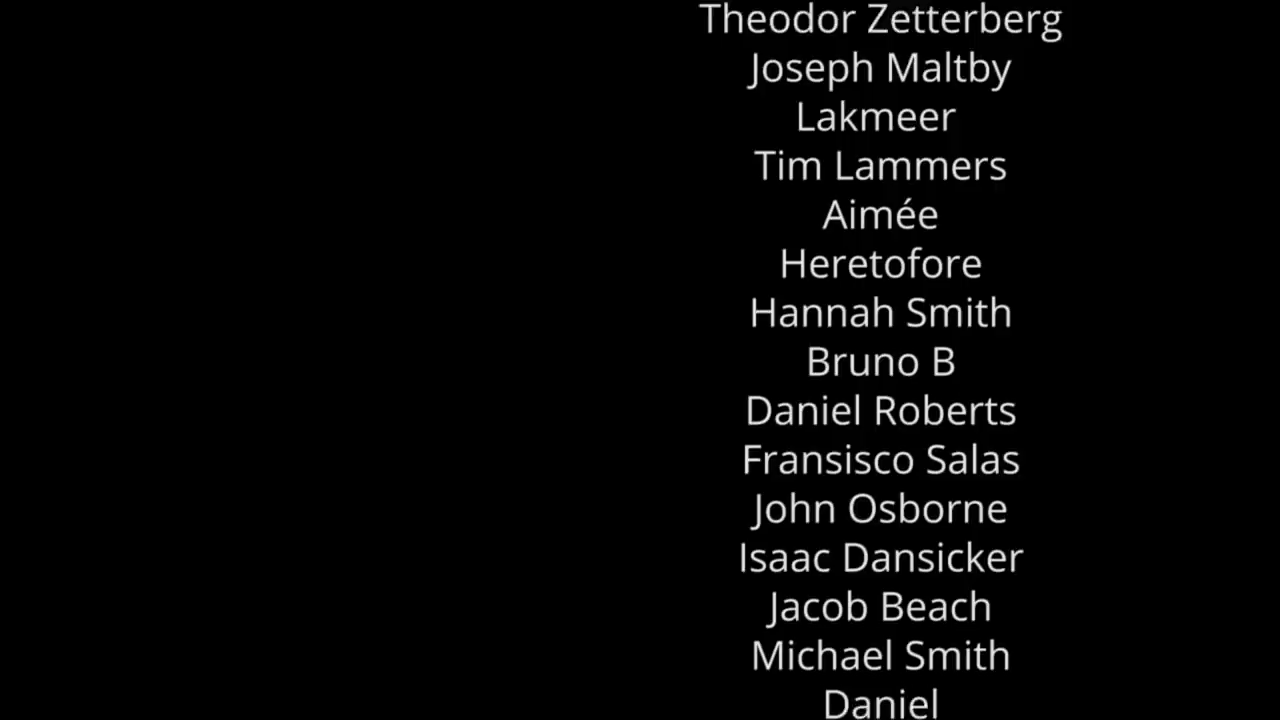 Theodor Zetterberg
Joseph Maltby
Lakmeer
Tim Lammers
Aimée
Heretofore
Hannah Smith
Bruno B
Daniel Roberts
Fransisco Salas
John Osborne
Isaac Dansicker
Jacob Beach
Michael Smith
Daniel